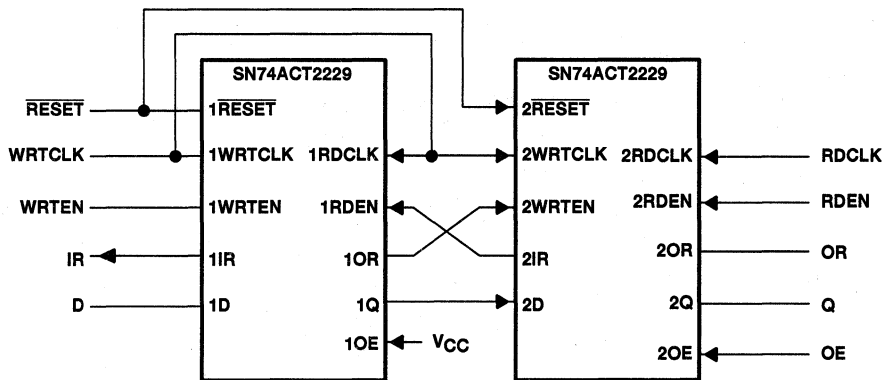 SN74ACT2229 SN74ACT2229
RESET 1RESET 2RESET
WRTCLK 1WRTCLK 1RDCLK 2WRTCLK 2RDCLK RDCLK
WRTEN 1WRTEN 1RDEN 2WRTEN 2RDEN RDEN
IR 1IR 1OR 2IR 2OR OR
D 1D 1Q 2D 2Q Q
1OE VCC 2OE OE